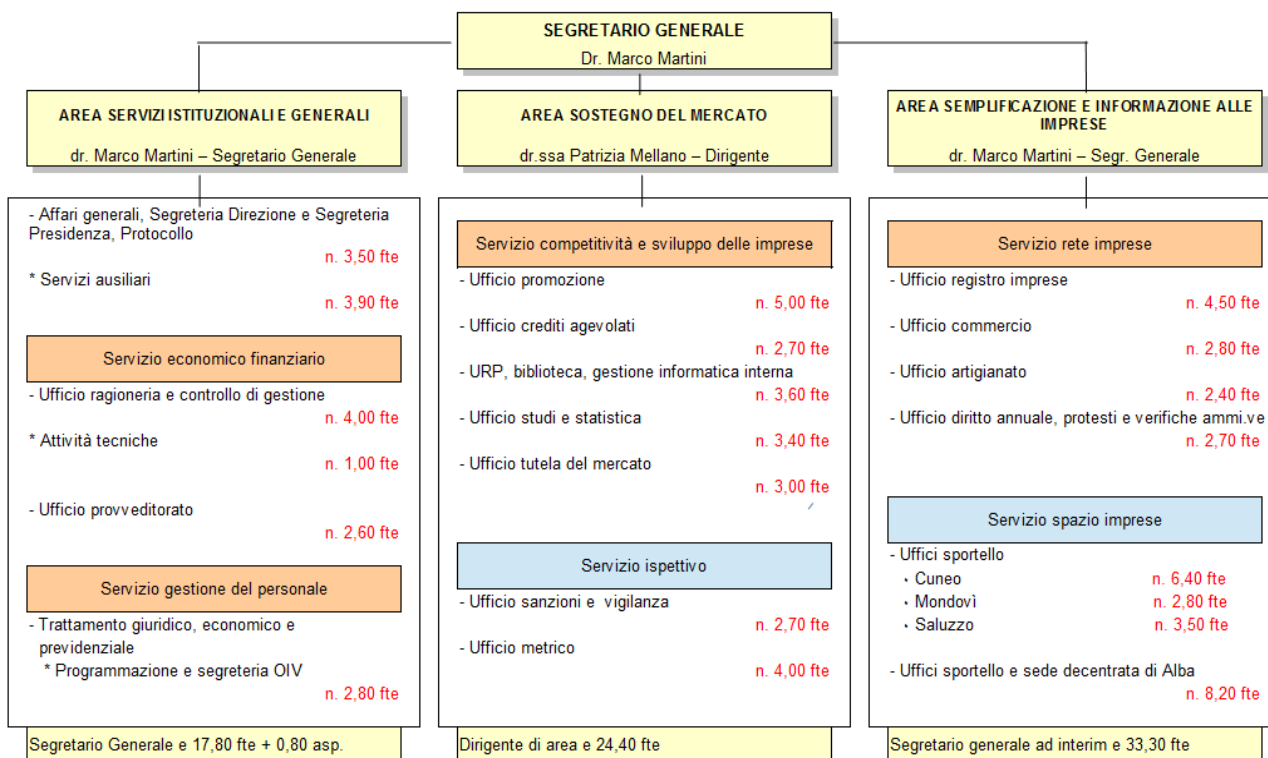 SEGRETARIO GENERALE
Dr. Marco Martini
AREA SERVIZI ISTITUZIONALI E GENERALI
dr. Marco Martini – Segretario Generale
- Affari generali, Segreteria Direzione e Segreteria
Presidenza, Protocollo
n. 3,50 fte
* Servizi ausiliari
n. 3,90 fte
Servizio economico finanziario
- Ufficio ragioneria e controllo di gestione
n. 4,00 fte
* Attività tecniche
n. 1,00 fte
- Ufficio provveditorato
n. 2,60 fte
Servizio gestione del personale
- Trattamento giuridico, economico e
previdenziale
* Programmazione e segreteria OIV
n. 2,80 fte
Segretario Generale e 17,80 fte + 0,80 asp.
AREA SOSTEGNO DEL MERCATO
dr.ssa Patrizia Mellano – Dirigente
Servizio competitività e sviluppo delle imprese
- Ufficio promozione
n. 5,00 fte
- Ufficio crediti agevolati
n. 2,70 fte
- URP, biblioteca, gestione informatica interna
n. 3,60 fte
- Ufficio studi e statistica
n. 3,40 fte
- Ufficio tutela del mercato
n. 3,00 fte
Servizio ispettivo
- Ufficio sanzioni e vigilanza
n. 2,70 fte
- Ufficio metrico
n. 4,00 fte
Dirigente di area e 24,40 fte
AREA SEMPLIFICAZIONE E INFORMAZIONE ALLE
IMPRESE
dr. Marco Martini – Segr. Generale
Servizio rete imprese
- Ufficio registro imprese
n. 4,50 fte
- Ufficio commercio
n. 2,80 fte
- Ufficio artigianato
n. 2,40 fte
- Ufficio diritto annuale, protesti e verifiche ammi.ve
n. 2,70 fte
Servizio spazio imprese
- Uffici sportello
· Cuneo n. 6,40 fte
· Mondovì n. 2,80 fte
· Saluzzo n. 3,50 fte
- Uffici sportello e sede decentrata di Alba
n. 8,20 fte
Segretario generale ad interim e 33,30 fte